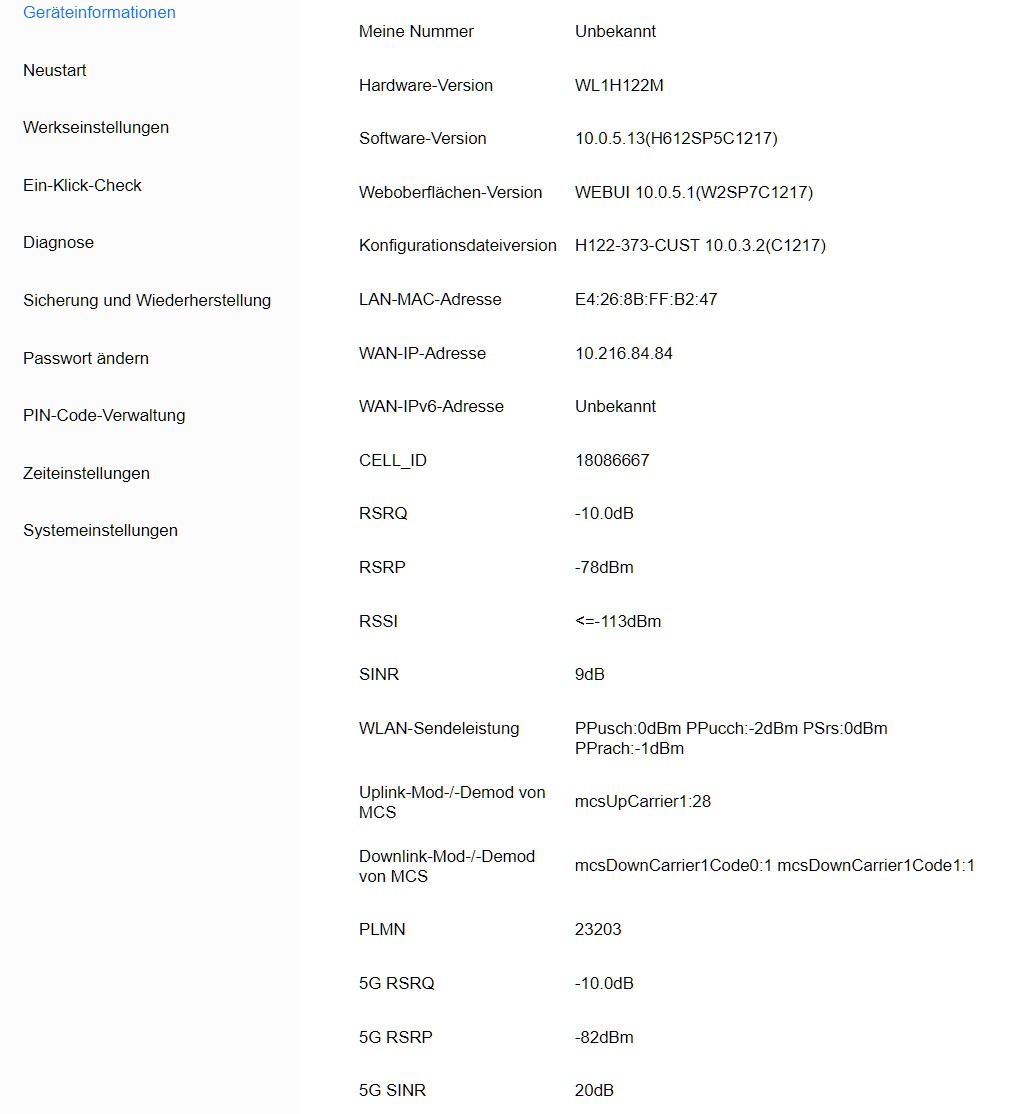 Geräteinformationen
Neustart
Werkseinstellungen
Ein-Klick-Check
Diagnose
Sicherung und Wiederherstellung
Passwort ändern
PIN-Code-Verwaltung
Zeiteinstellungen
Systemeinstellungen
Meine Nummer Unbekannt
Hardware-Version WL1H122M
Software-Version 10.0.5.13(H612SP5C1217)
Weboberflächen-Version WEBUI 10.0.5.1(W2SP7C1217)
Konfigurationsdateiversion H122-373-CUST 10.0.3.2(C1217)
LAN-MAC-Adresse E4:26:8B:FF:B2:47
WAN-IP-Adresse 10.216.84.84
WAN-IPv6-Adresse Unbekannt
CELL_ID 18086667
RSRQ -10.0dB
RSRP -78dBm
RSSI <=-113dBm
SINR 9dB
WLAN-Sendeleistung PPusch:0dBm PPucch:-2dBm PSrs:0dBm
PPrach:-1dBm
Uplink-Mod-/-Demod von
MCS mcsUpCarrier1:28
Downlink-Mod-/-Demod
von MCS mcsDownCarrier1Code0:1 mcsDownCarrier1Code1:1
PLMN 23203
5G RSRQ -10.0dB
5G RSRP -82dBm
5G SINR 20dB